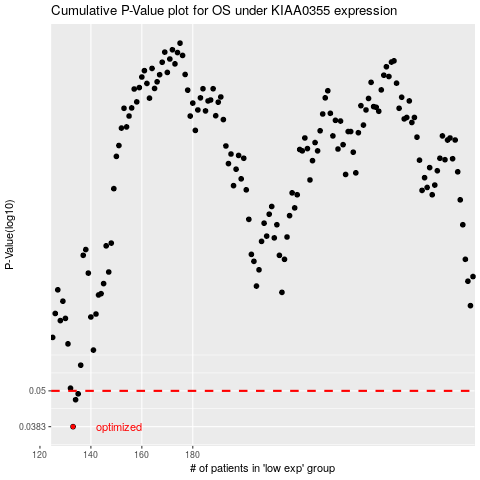 Cumulative P-Value plot for OS under KIAA0355 expression
P-Value(log10)
0.05
0.0383
optimized
120 140 160 180
# of patients in 'low exp' group